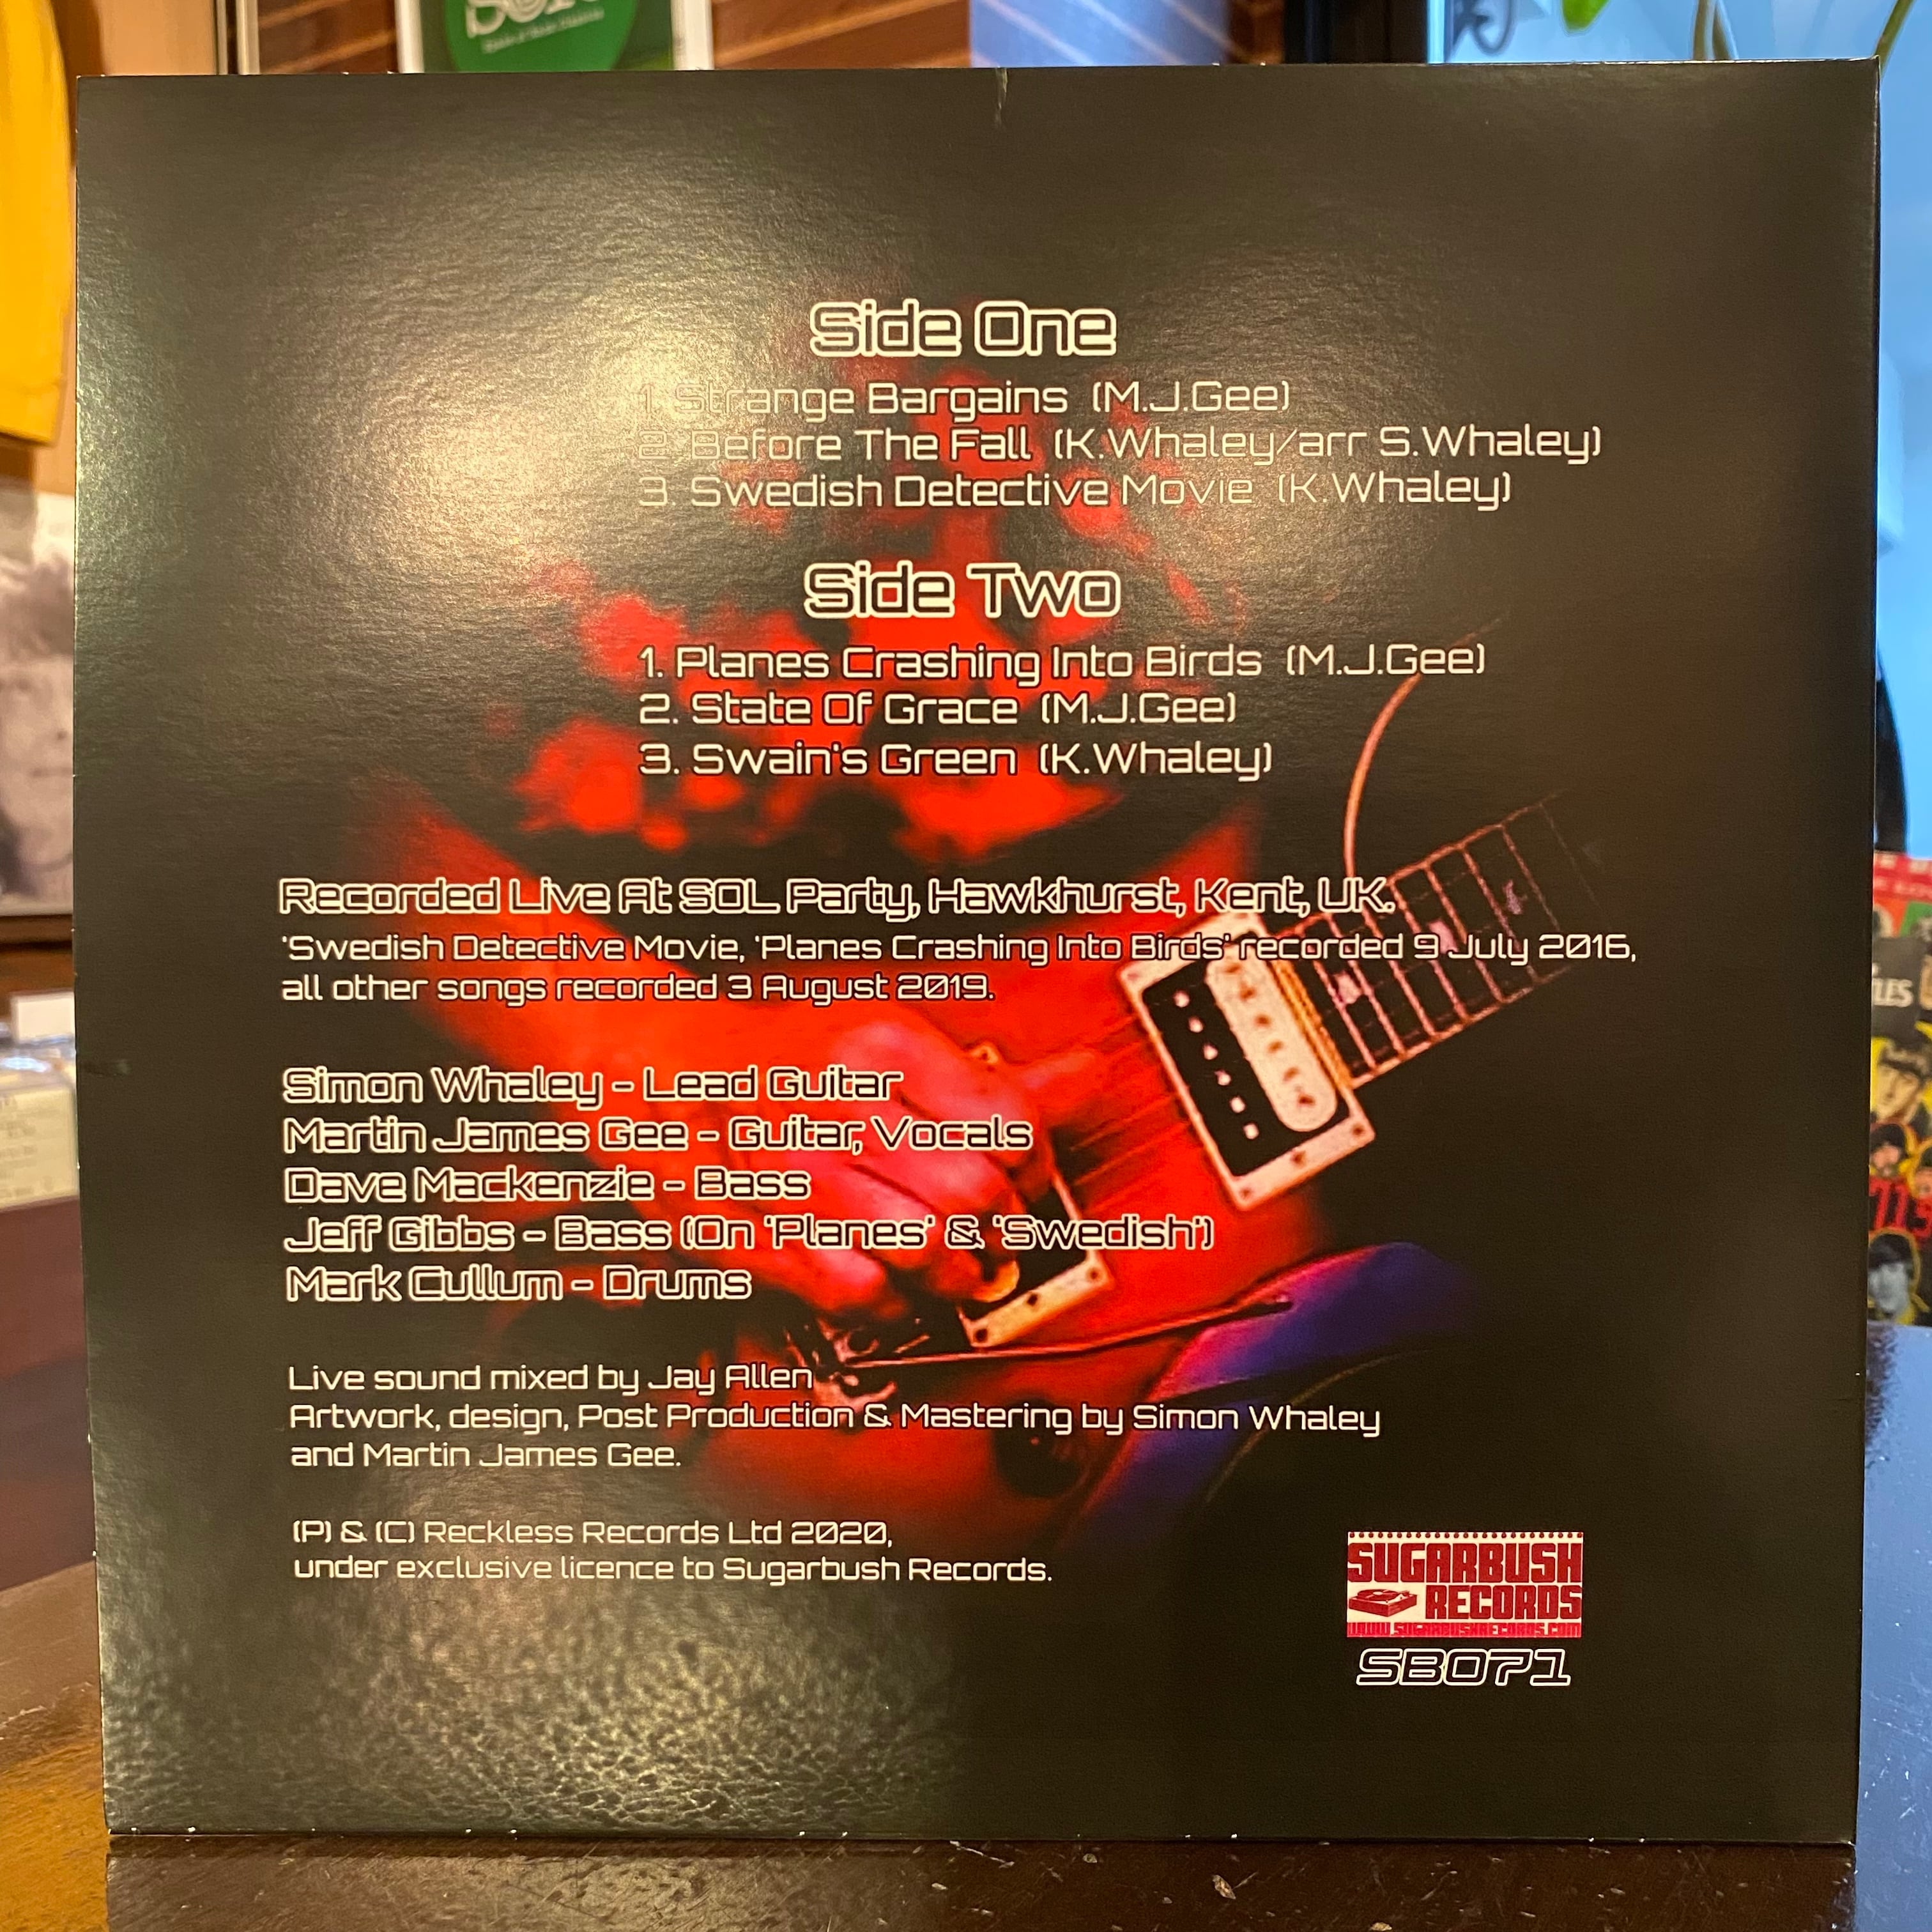 Side One
1. Strange Bargains (M.J.Gee)
2. Before The Fall (K.Whaley/arr S.Whaley)
3. Swedish Detective Movie (K.Whaley)
Side Two
1. Planes Crashing Into Birds (M.J.Gee)
2. State Of Grace (M.J.Gee)
3. Swain's Green (K.Whaley)
Recorded Live At SOL Party, Hawkhurst, Kent, UK.
'Swedish Detective Movie, 'Planes Crashing Into Birds' recorded 9 July 2016,
all other songs recorded 3 August 2019.
Simon Whaley - Lead Guitar
Martin James Gee - Guitar, Vocals
Dave Mackenzie - Bass
Jeff Gibbs - Bass (On 'Planes' & 'Swedish')
Mark Cullum - Drums
Live sound mixed by Jay Allen
Artwork, design, Post Production & Mastering by Simon Whaley
and Martin James Gee.
(P) & (C) Reckless Records Ltd 2020,
under exclusive licence to Sugarbush Records.
SUGARBUSH
RECORDS
WWW.SUGARBUSHRECORDS.COM
SB071